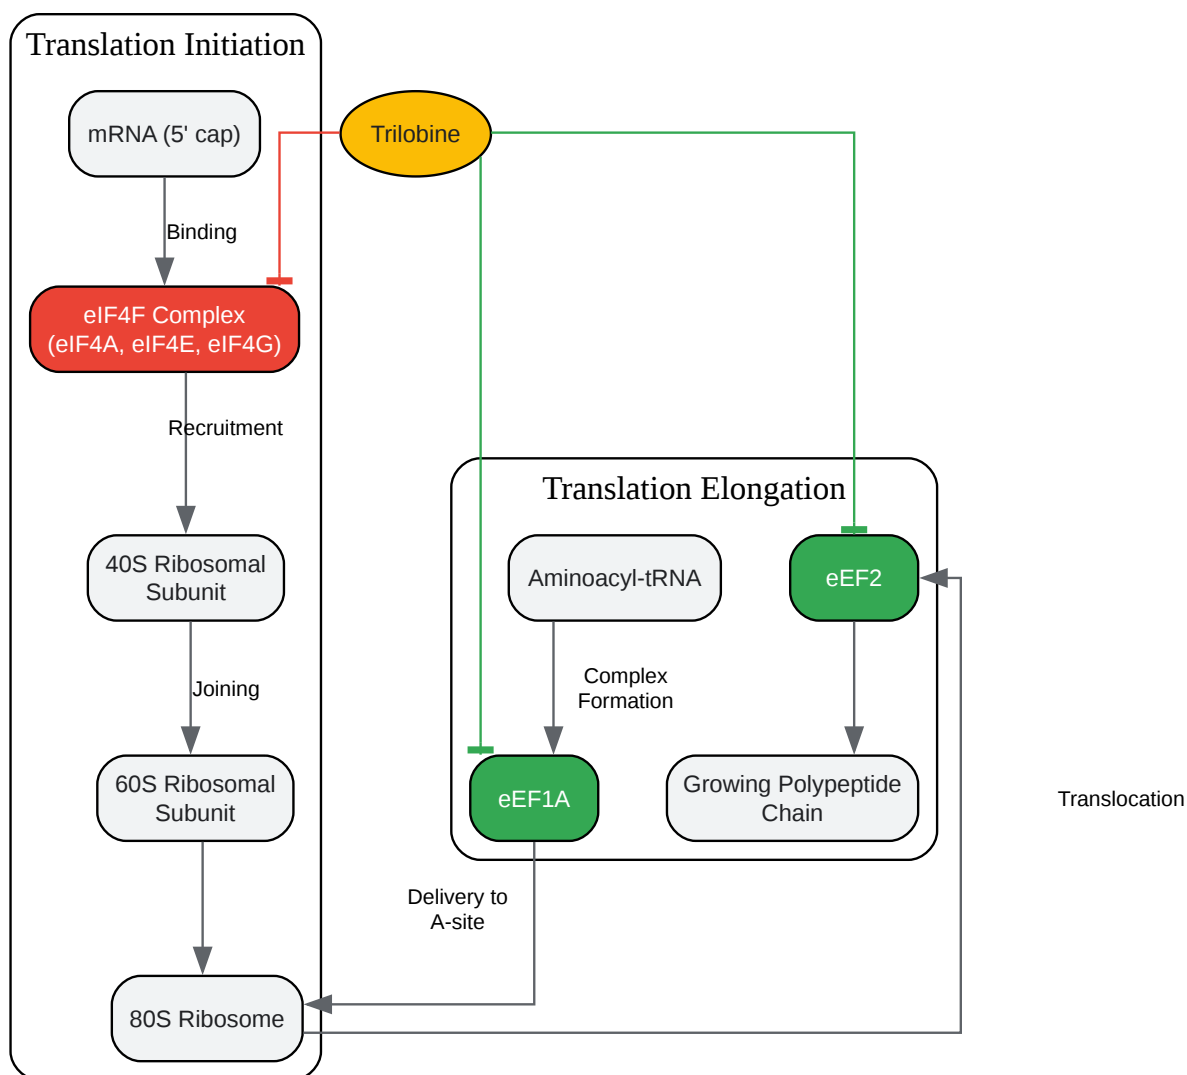 Translation Initiation
mRNA (5' cap)
Trilobine
Binding
eIF4F Complex
(eIF4A, eIF4E, eIF4G)
Recruitment
Translation Elongation
40S Ribosomal
Subunit
Aminoacyl-tRNA
eEF2
Joining
Complex
Formation
60S Ribosomal
Subunit
eEF1A
Growing Polypeptide
Chain
Translocation
Delivery to
A-site
80S Ribosome